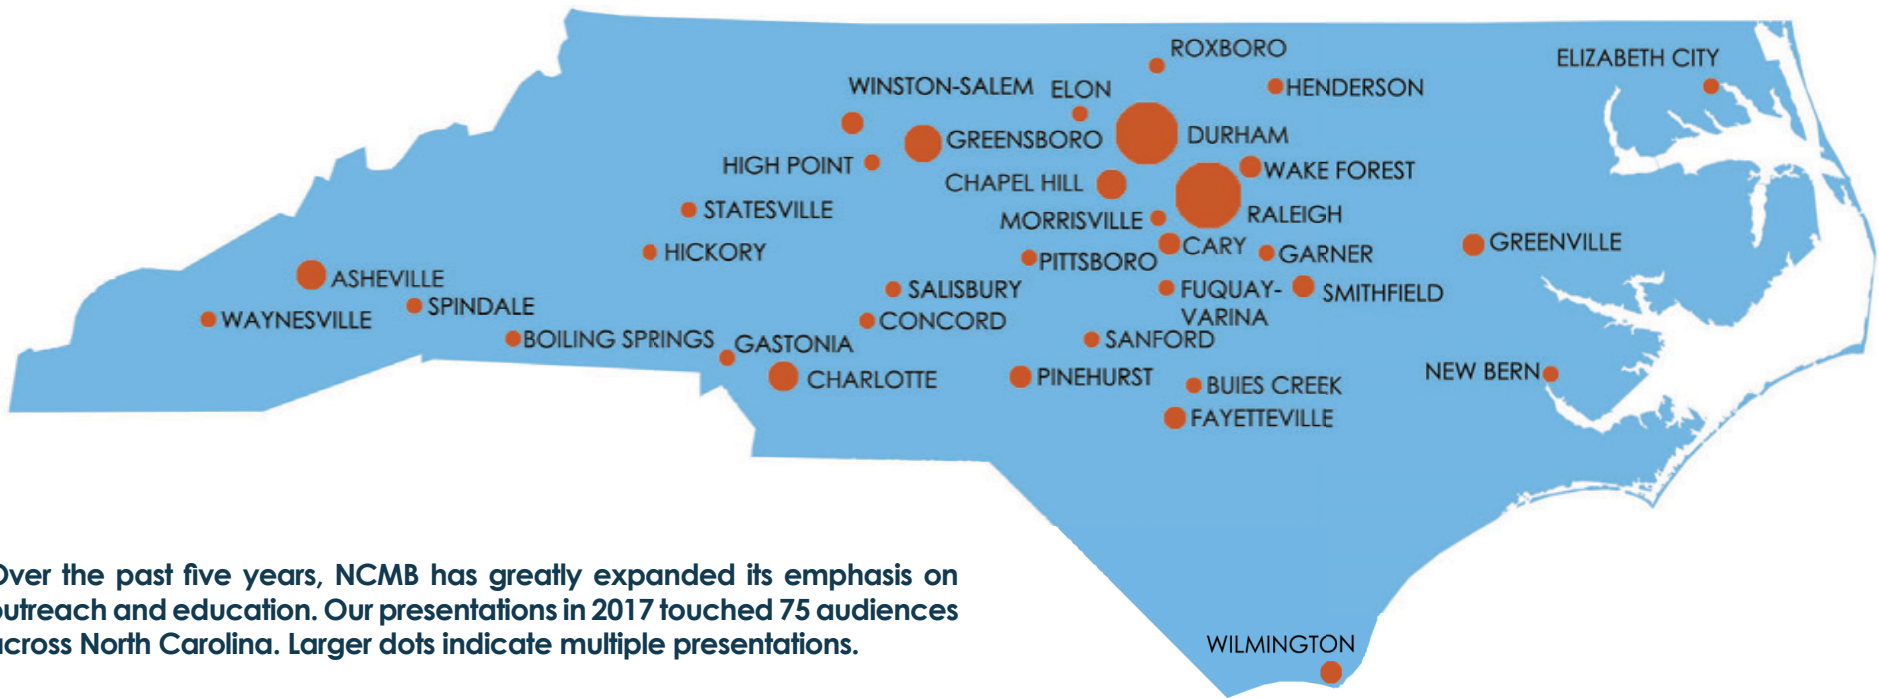 ROXBORO
ELIZABETH CITY
WINSTON-SALEM
ELON
HENDERSON
GREENSBORO
DURHAM
HIGH POINT
WAKE FOREST
CHAPEL HILL
STATESVILLE
MORRISVILLE
RALEIGH
HICKORY
CARY
GARNER
GREENVILLE
PITTSBORO
ASHEVILLE
SALISBURY
FUQUAY-
VARINA
SMITHFIELD
SPINDALE
WAYNESVILLE
CONCORD
BOILING SPRINGS
GASTONIA
SANFORD
CHARLOTTE
PINEHURST
BUIES CREEK
NEW BERN
FAYETTEVILLE
Over the past five years, NCMB has greatly expanded its emphasis on
outreach and education. Our presentations in 2017 touched 75 audiences
across North Carolina. Larger dots indicate multiple presentations.
WILMINGTON